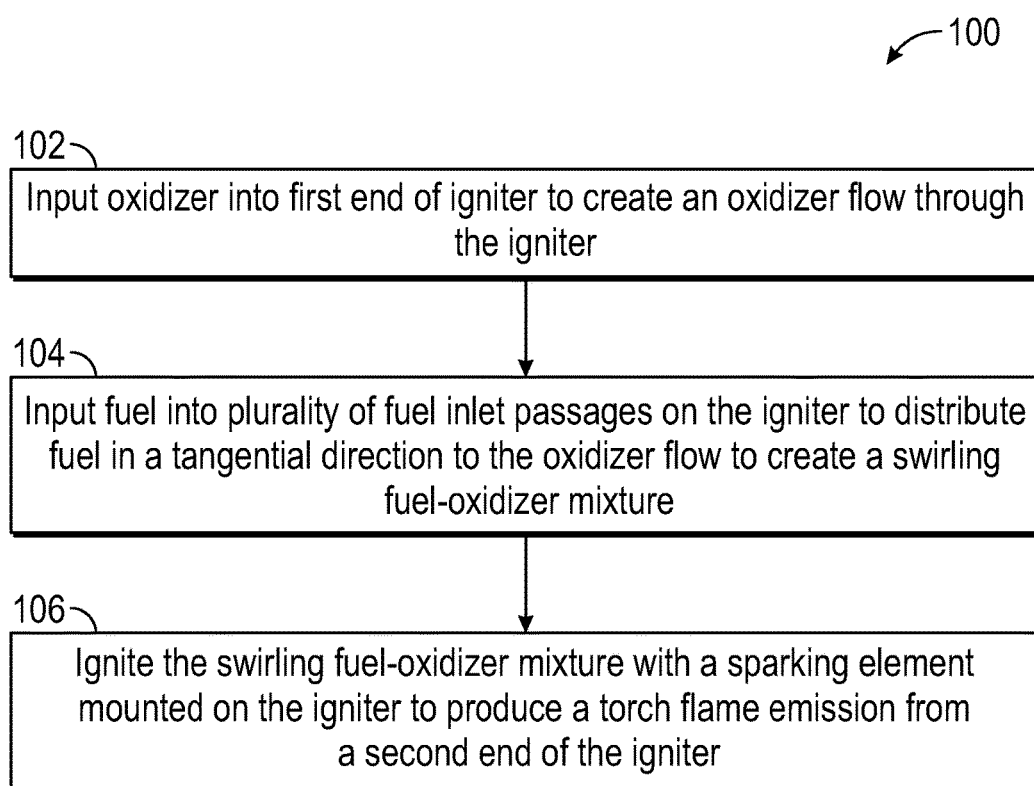 100
102
Input oxidizer into first end of igniter to create an oxidizer flow through
the igniter
104
Input fuel into plurality of fuel inlet passages on the igniter to distribute
fuel in a tangential direction to the oxidizer flow to create a swirling
fuel-oxidizer mixture
106
Ignite the swirling fuel-oxidizer mixture with a sparking element
mounted on the igniter to produce a torch flame emission from
a second end of the igniter